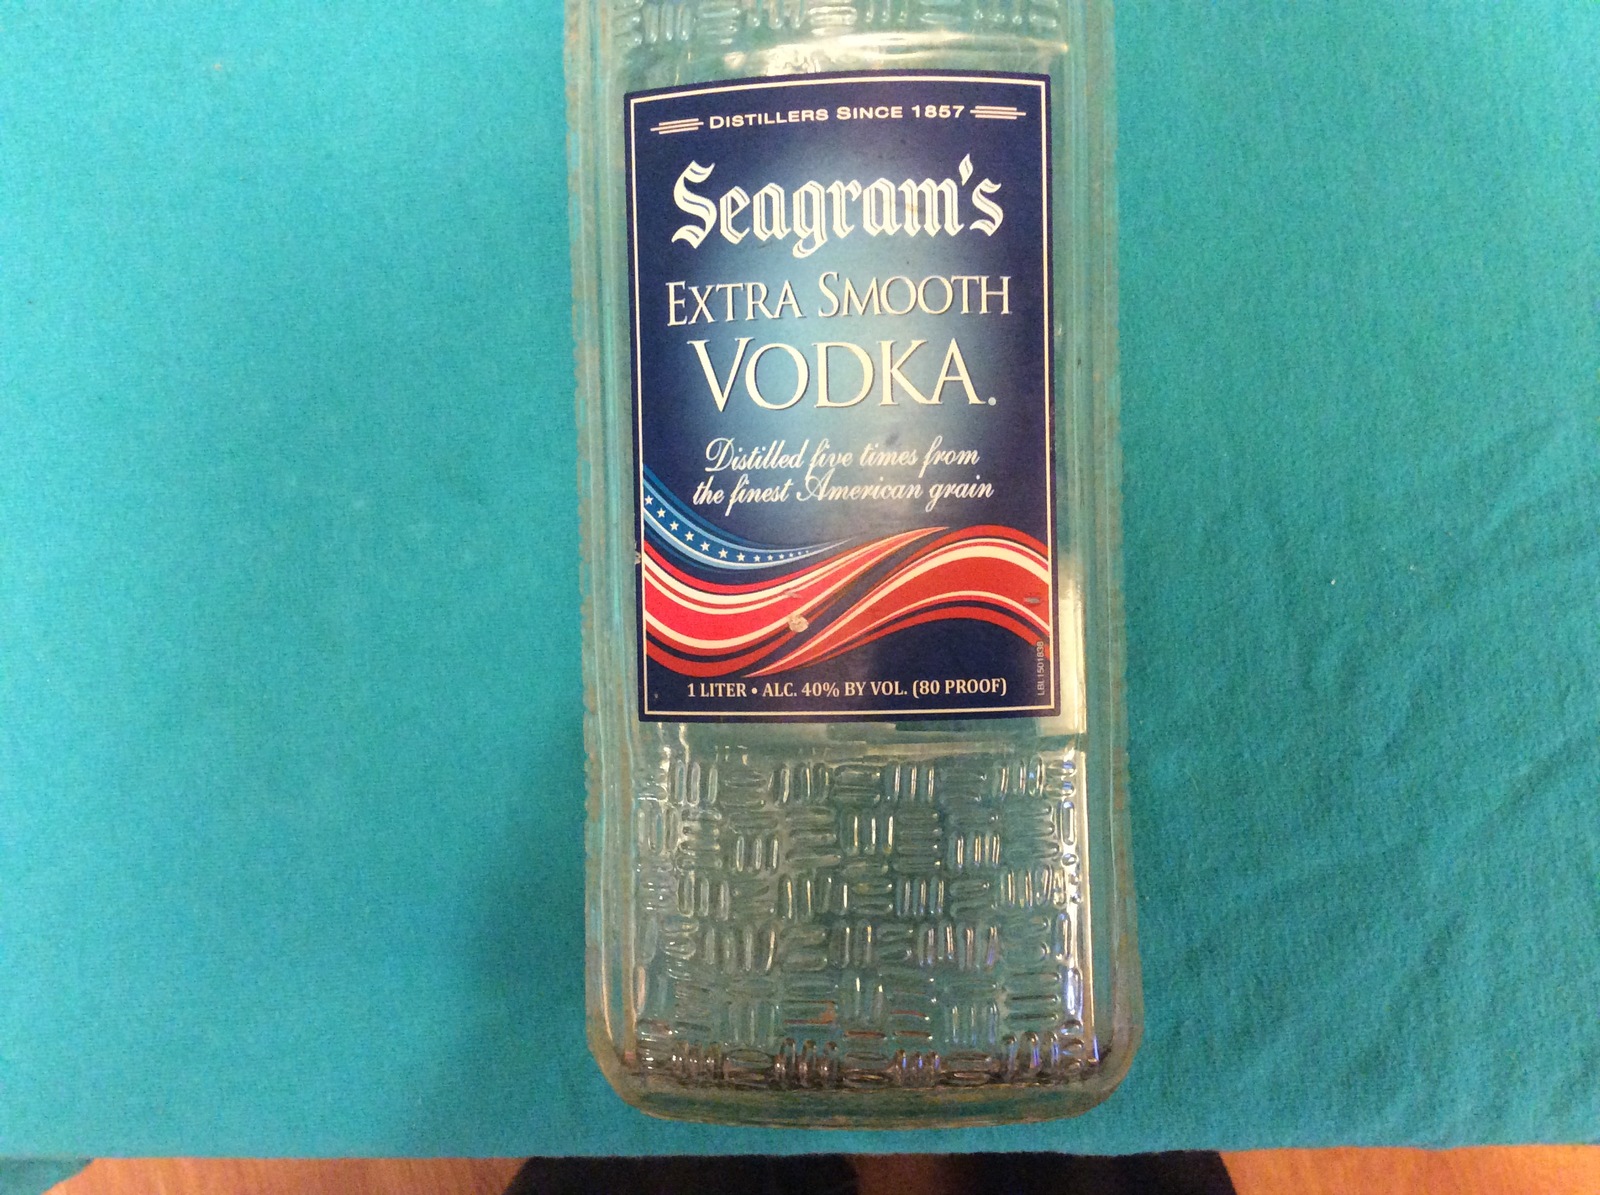 DISTILLERS SINCE 1857
Seagram's
EXTRA SMOOTH
VODKA.
Distilled five times from
the finest American grain
1 LITER • ALC. 40% BY VOL. (80 PROOF)
LBL1501838